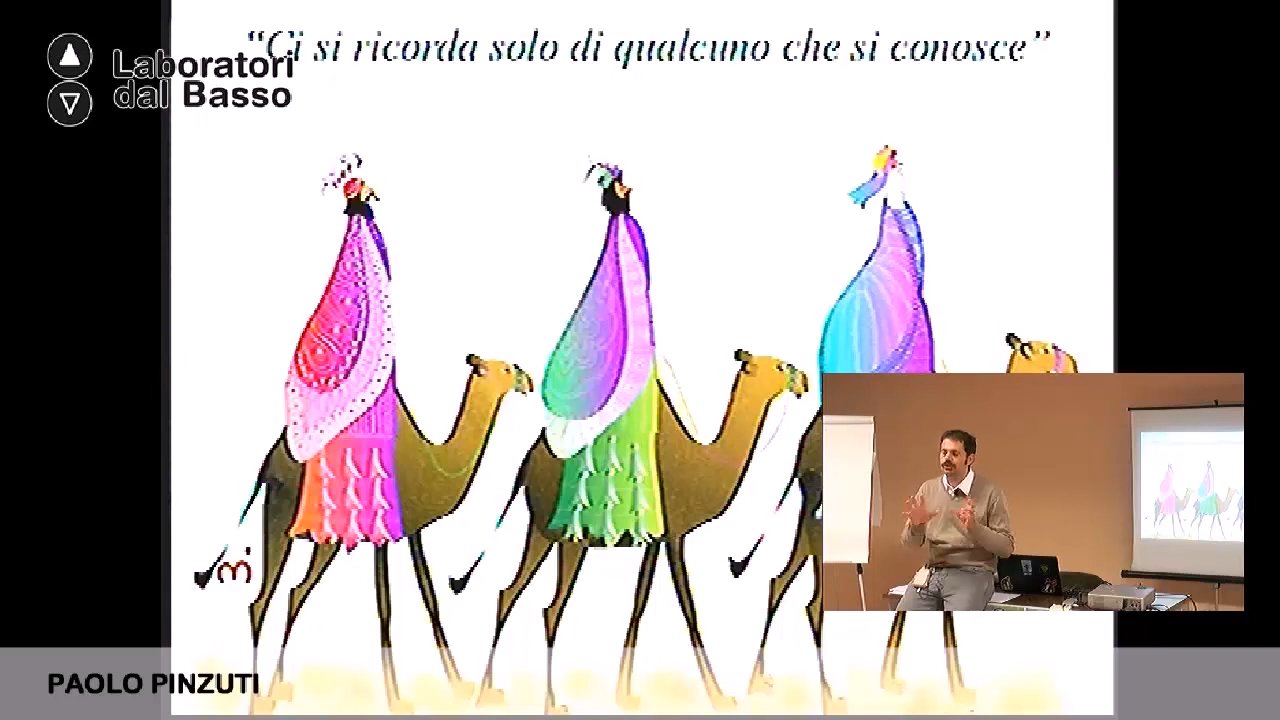 “Ci si ricorda solo di qualcuno che si conosce”
Laboratori
dal Basso
PAOLO PINZUTI